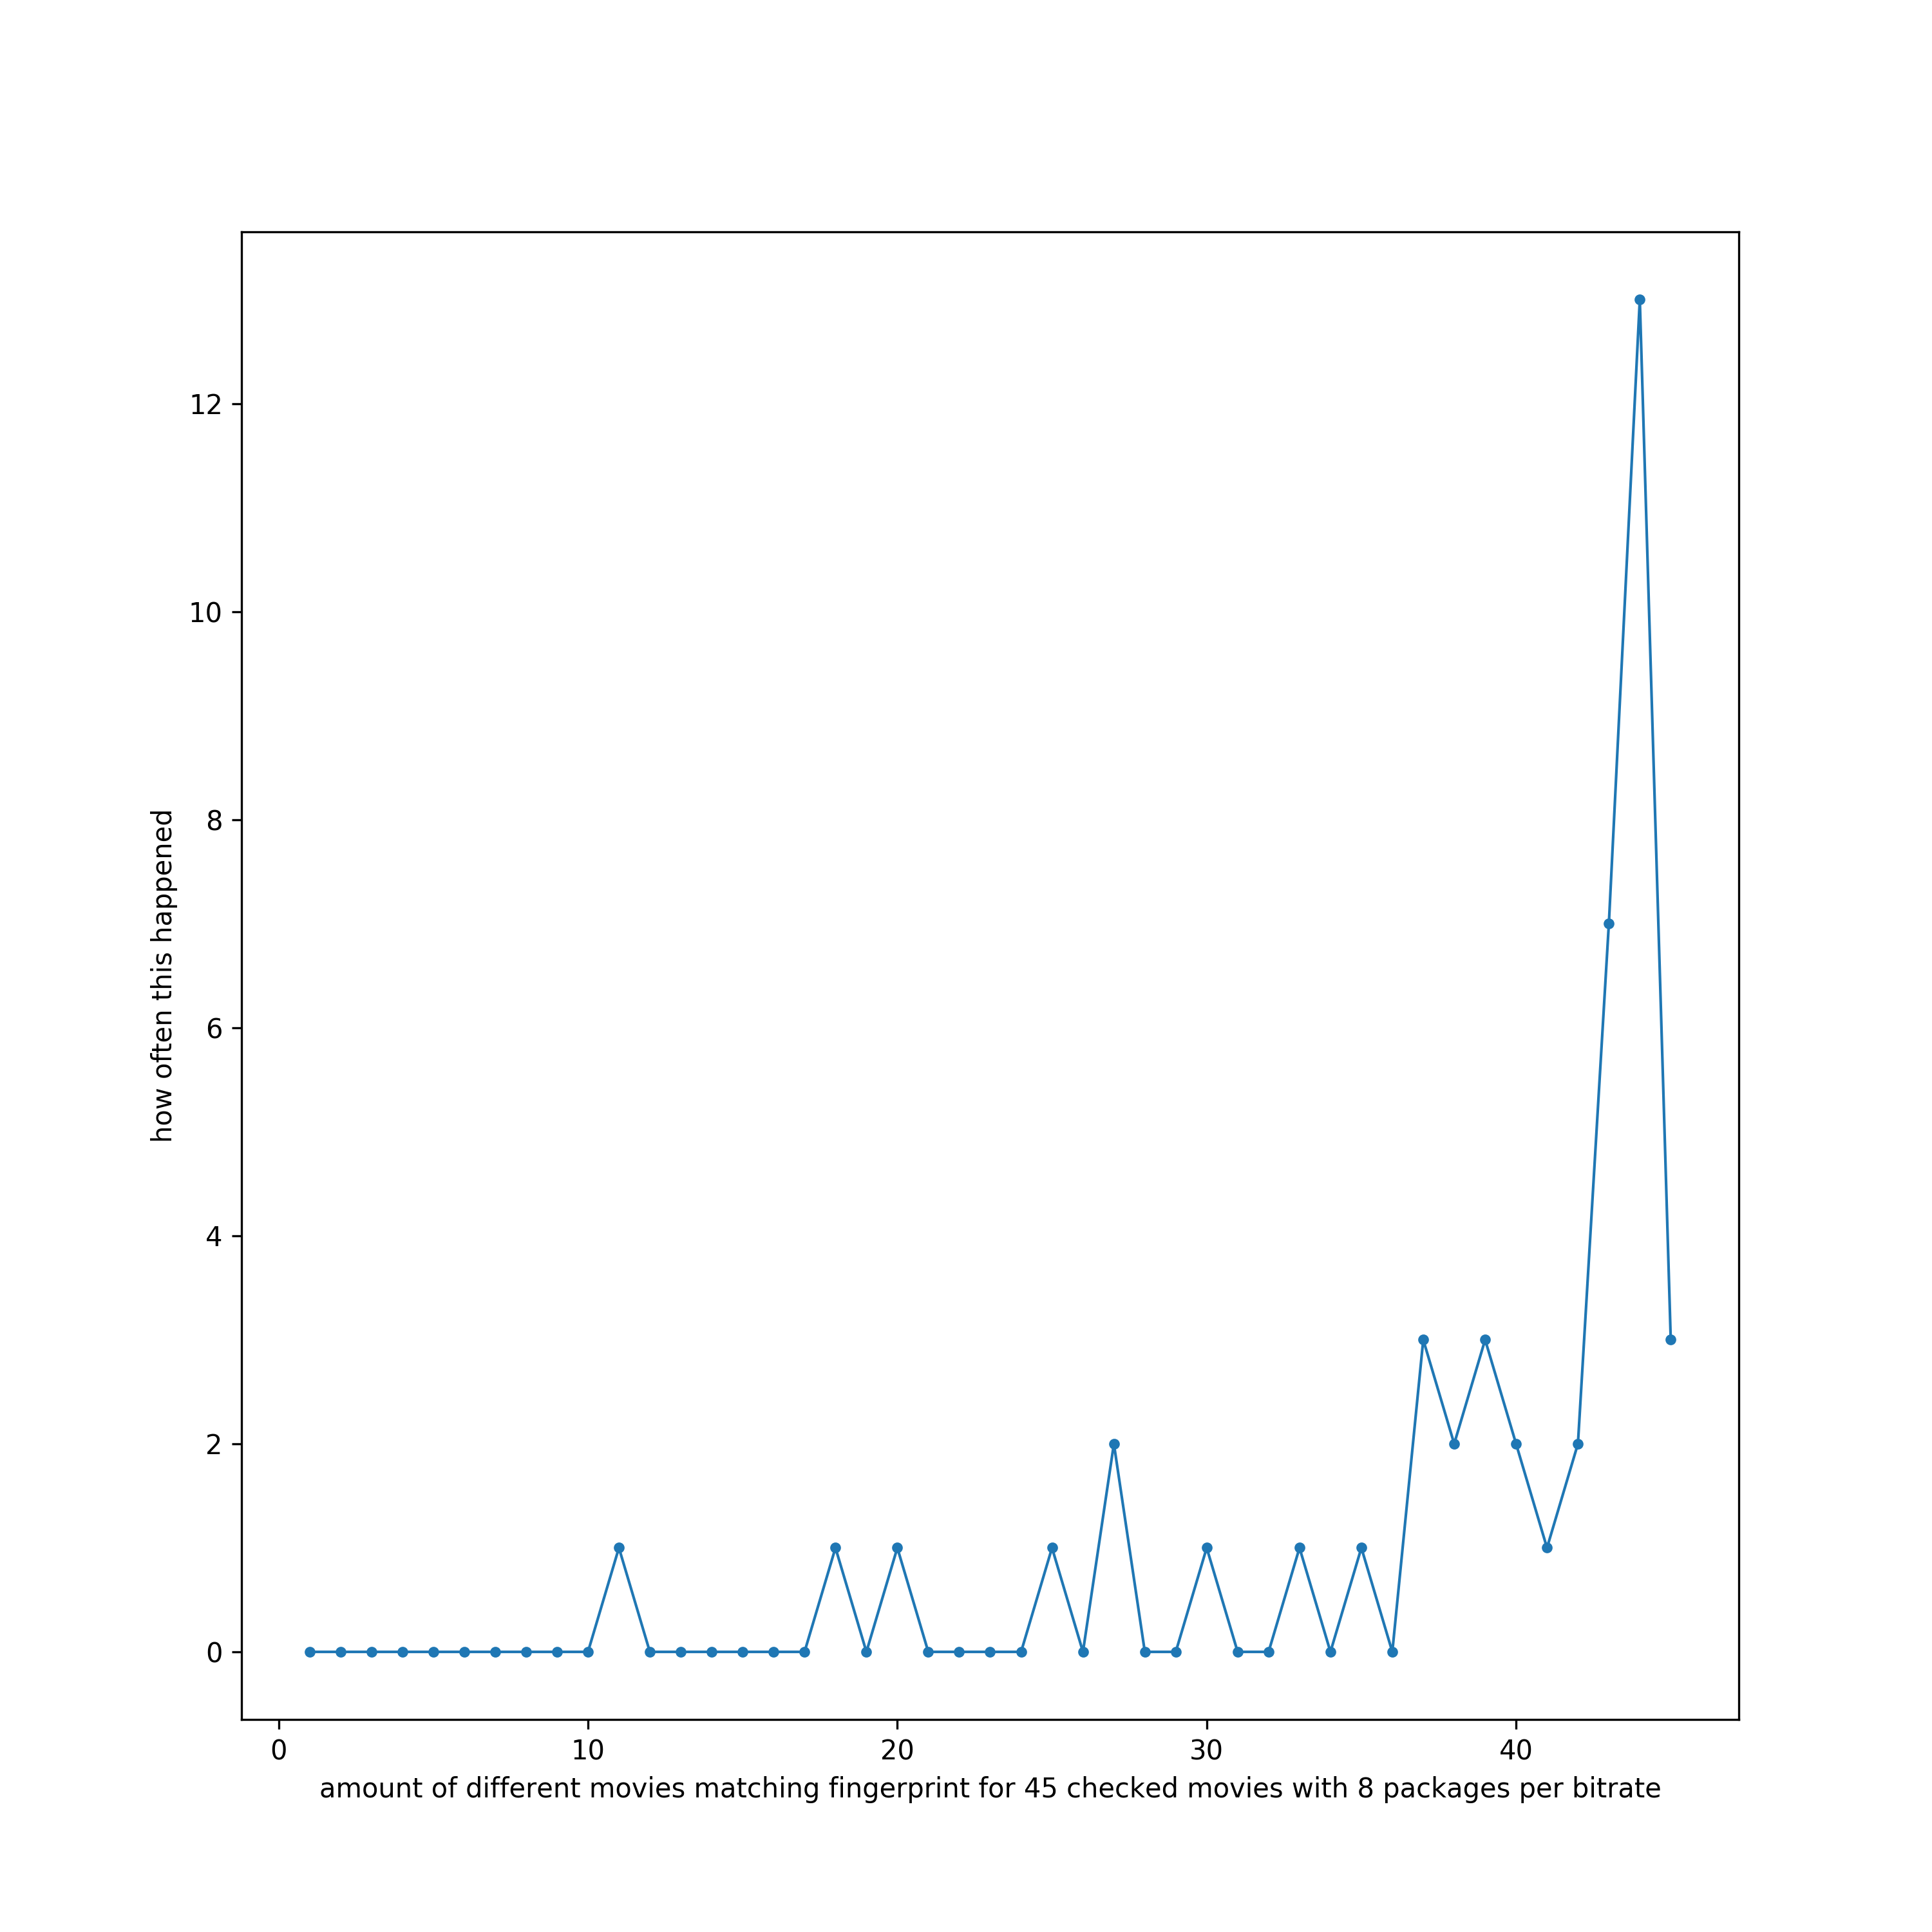 how often this happened
12
10
8
6
4
2
0
0 10 20 30 40
amount of different movies matching fingerprint for 45 checked movies with 8 packages per bitrate